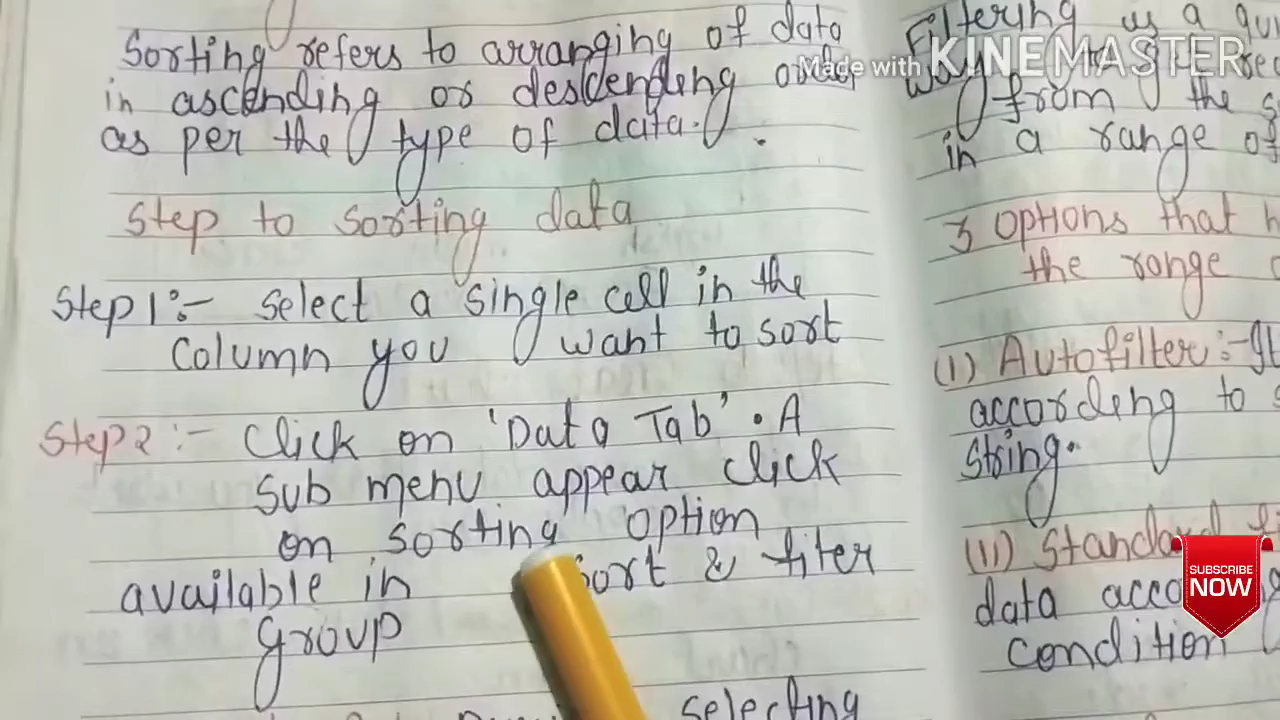 Sorting refers to arranging of data
in ascending or descending order
as per the type of data.
Step to sorting data
Step 1 :- Select a single cell in the
column you want to sort
Step 2 :- Click on 'Data Tab'. A
sub menu appear click
on sorting option
available in sort & filter
group
selecting
Filtering is a
way to
from the
in a range of
3 options that
the range
(I) Autofilter :- It
according to
string.
(II) Standard
data
condition
Made with KINEMASTER
SUBSCRIBE
NOW